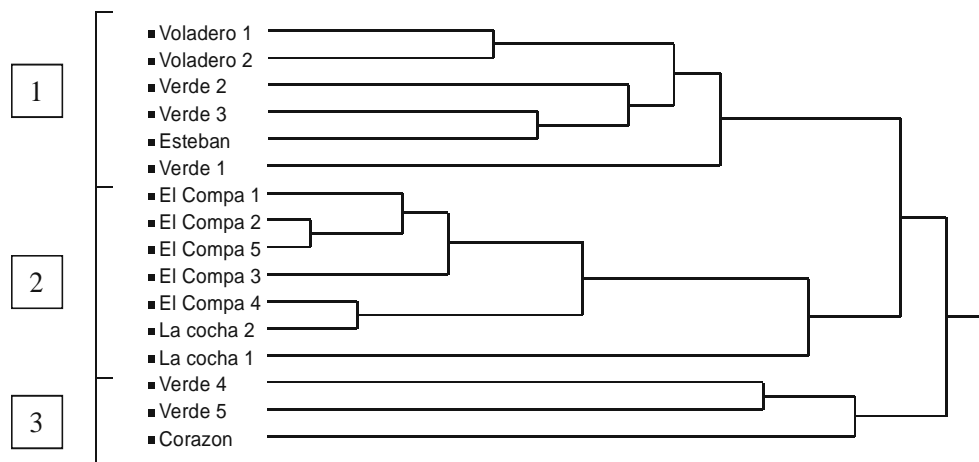 Voladero 1
Voladero 2
Verde 2
1
Verde 3
Esteban
Verde 1
El Compa 1
El Compa 2
El Compa 5
2
El Compa 3
El Compa 4
La cocha 2
La cocha 1
Verde 4
Verde 5
3
Corazon